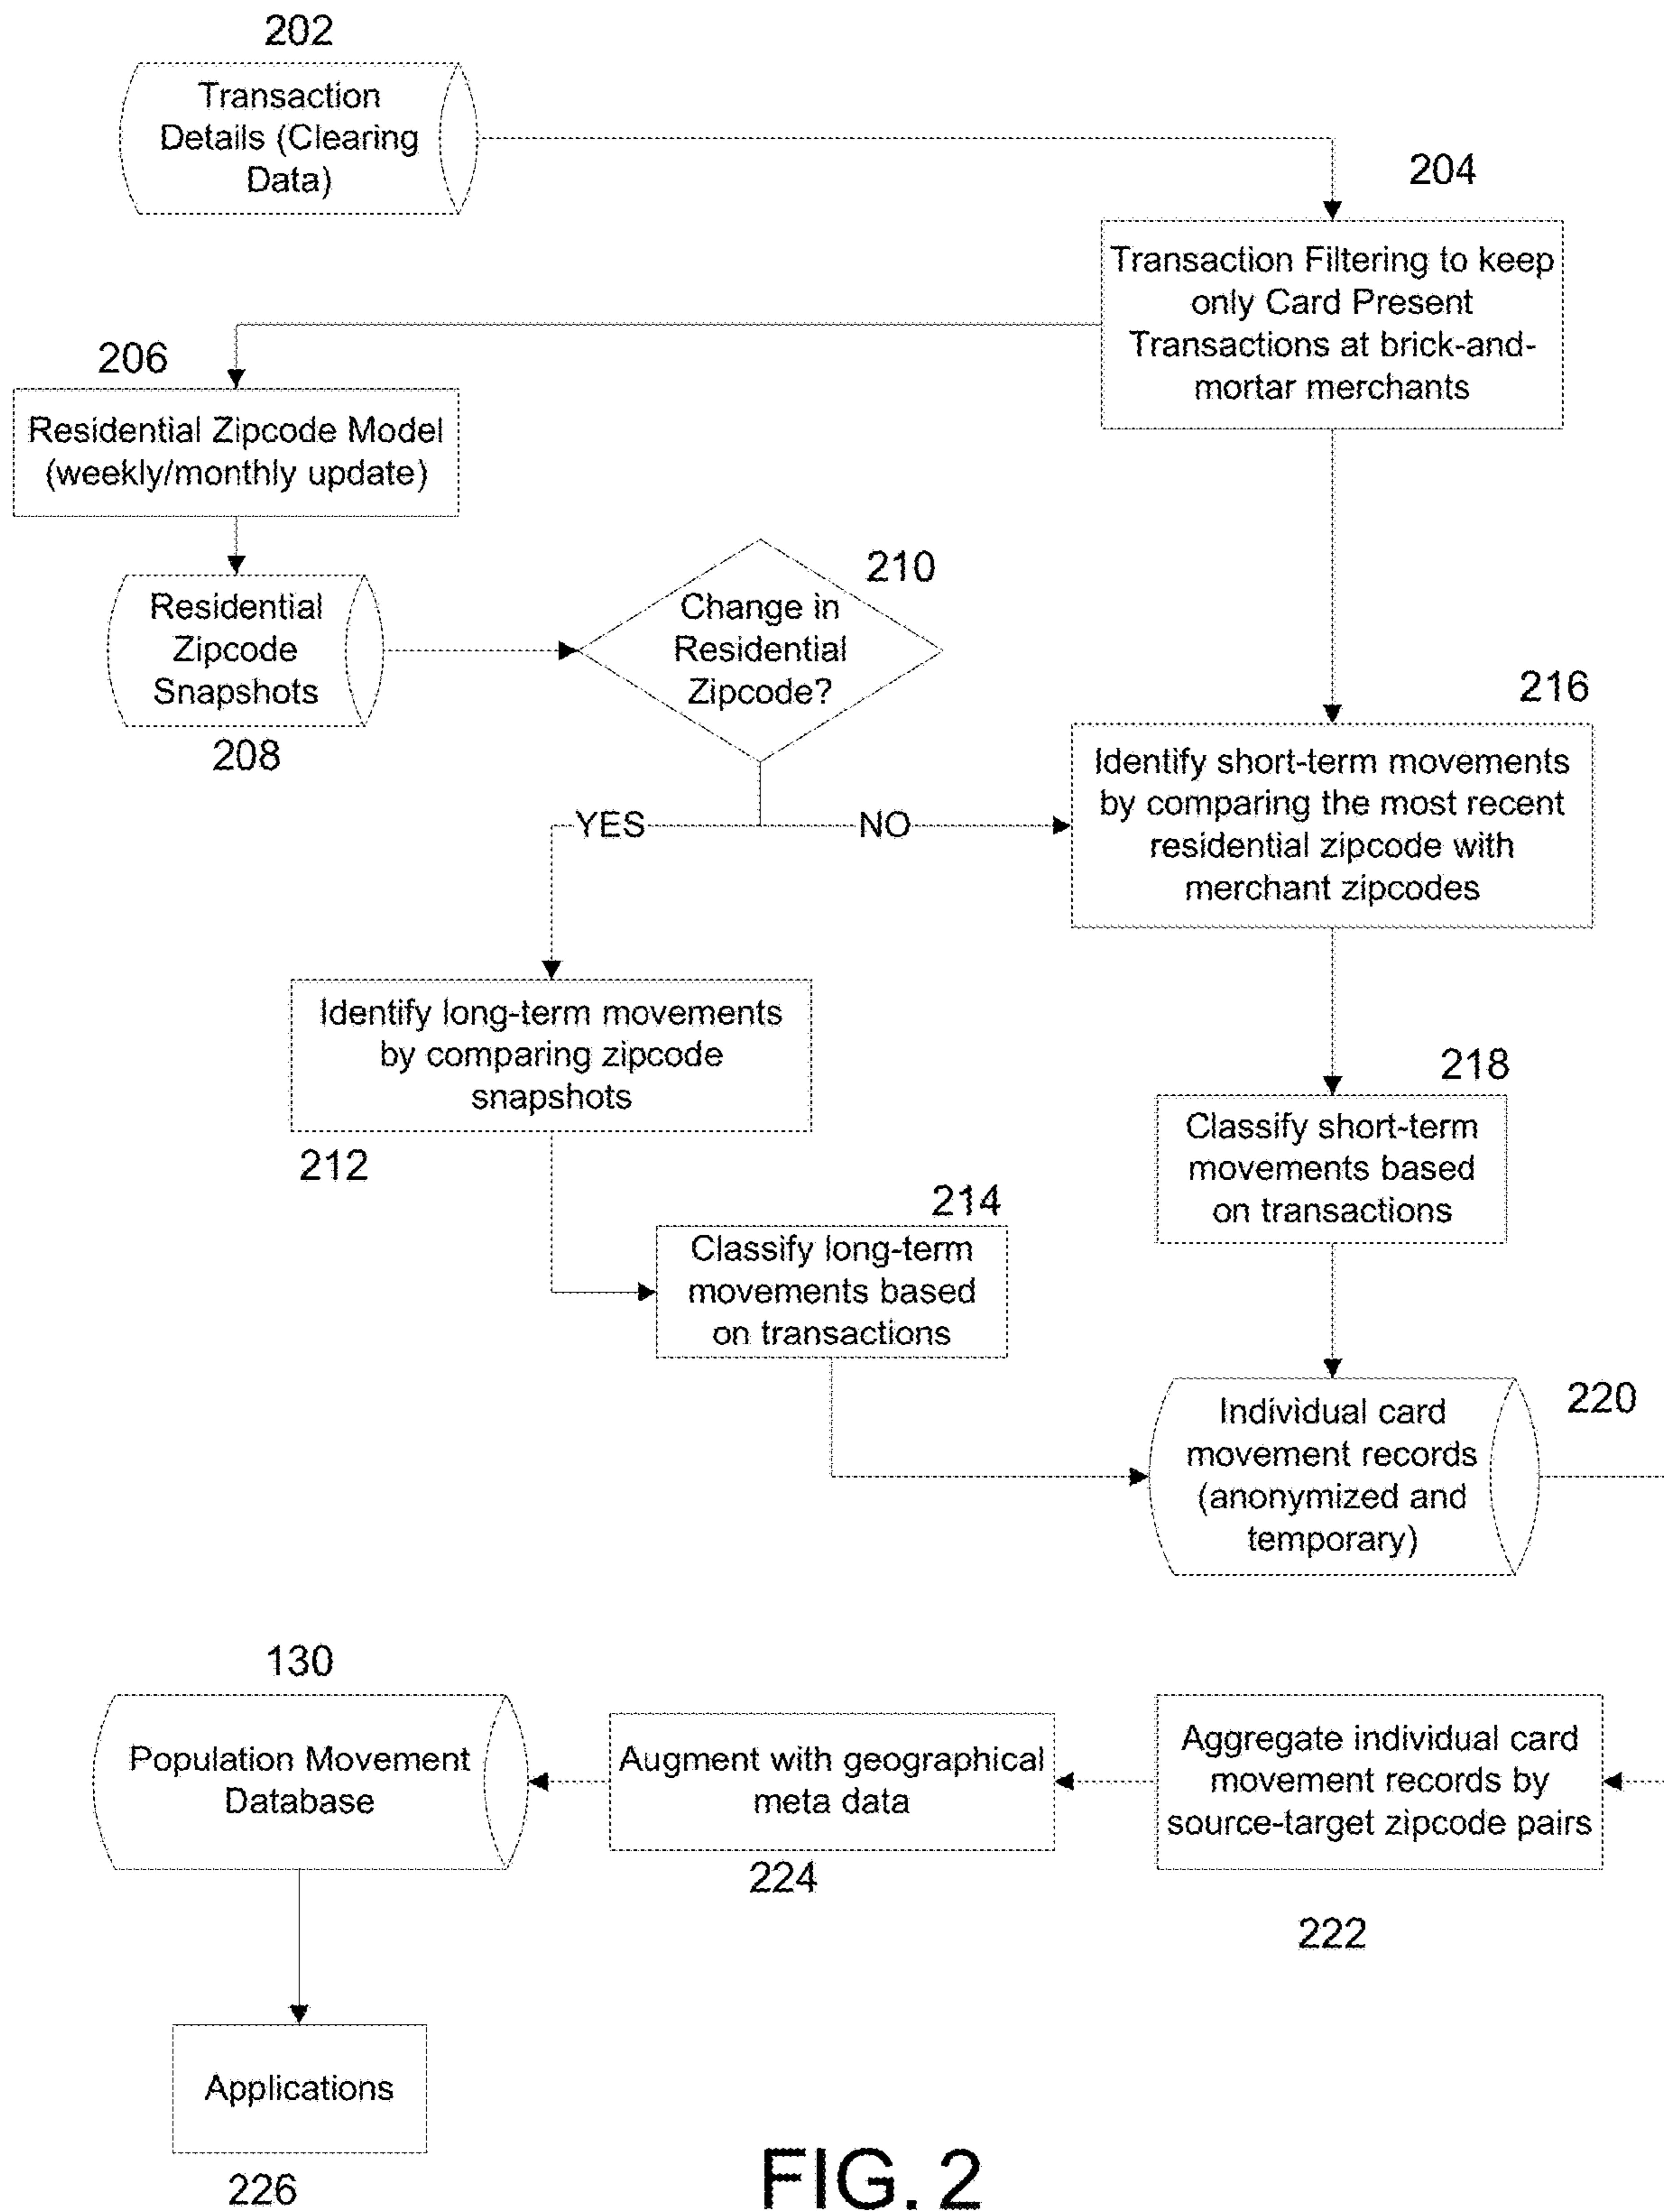 202
Transaction
Details (Clearing
Data)
204
Transaction Filtering to keep
only Card Present
Transactions at brick-and-
mortar merchants
206
Residential Zipcode Model
(weekly/monthly update)
210
Change in
Residential
Zipcode?
Residential
Zipcode
Snapshots
208
216
Identify short-term movements
by comparing the most recent
residential zipcode with
merchant zipcodes
YES
NO
Identify long-term movements
by comparing zipcode
snapshots
212
218
Classify short-term
movements based
on transactions
214
Classify long-term
movements based
on transactions
220
Individual card
movement records
(anonymized and
temporary)
130
Population Movement
Database
Augment with geographical
meta data
224
Aggregate individual card
movement records by
source-target zipcode pairs
222
Applications
226
FIG. 2